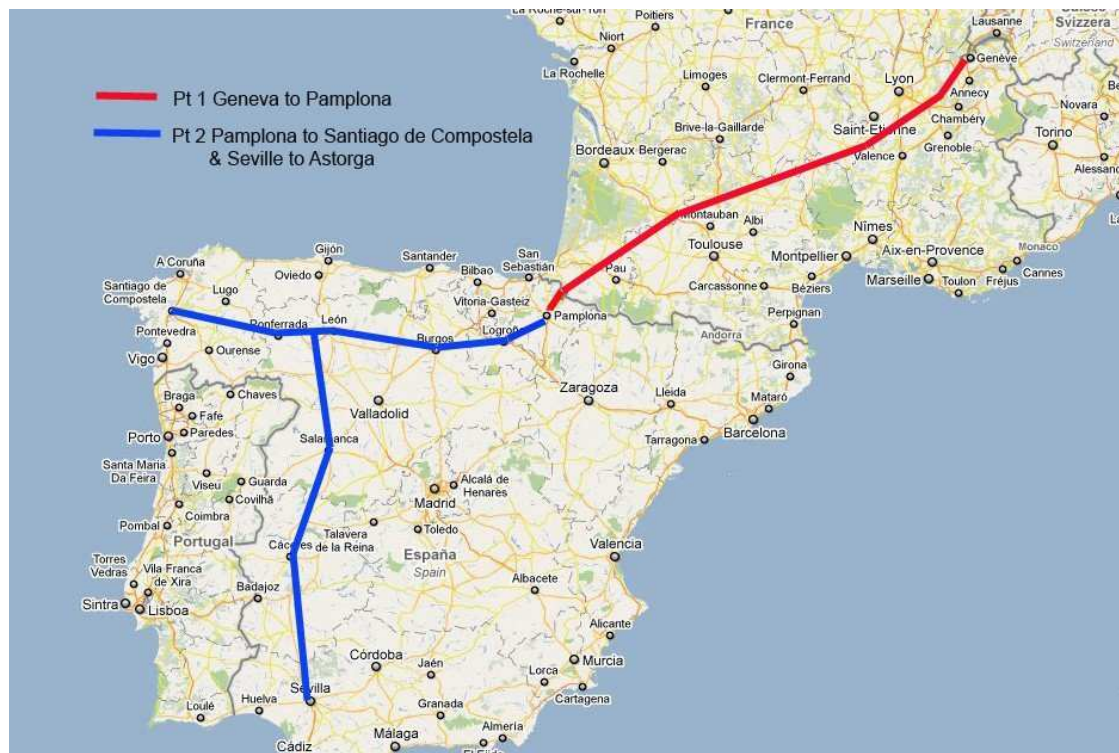 La Roche-sur-Yon
Poitiers
France
Niort
La Rochelle
Limoges
Clermont-Ferrand
Lyon
Lausanne
Svizzera
Switzerland
Genève
Annecy
Novara
Pt 1 Geneva to Pamplona
Pt 2 Pamplona to Santiago de Compostela
& Seville to Astorga
Saint-Etienne
Chambéry
Torino
Brive-la-Gaillarde
Grenoble
Bordeaux
Bergerac
Valence
Montauban
Albi
Nîmes
Toulouse
Montpellier
Aix-en-Provence
Monaco
Gijón
Santander
San
Sebastián
Pau
Cannes
A Coruña
Oviedo
Bilbao
Carcassonne
Béziers
Marseille
Toulon
Fréjus
Santiago de
Compostela
Lugo
Vitoria-Gasteiz
Perpignan
León
Pamplona
Andorra
Pontevedra
Ponferrada
Burgos
Logroño
Ourense
Vigo
Girona
Chaves
Zaragoza
Lleida
Braga
Valladolid
Mataró
Fafe
Barcelona
Porto
Paredes
Salamanca
Tarragona
Santa Maria
Da Feira
Viseu
Guarda
Alcalá de
Henares
Covilhã
Madrid
Coimbra
Talavera
de la Reina
Toledo
Pombal
Portugal
Cáceres
España
Spain
Valencia
Torres
Vedras
Vila Franca
de Xira
Badajoz
Albacete
Sintra
Lisboa
Alicante
Córdoba
Jaén
Murcia
Lorca
Sevilla
Cartagena
Loulé
Huelva
Granada
Almería
Cádiz
Málaga